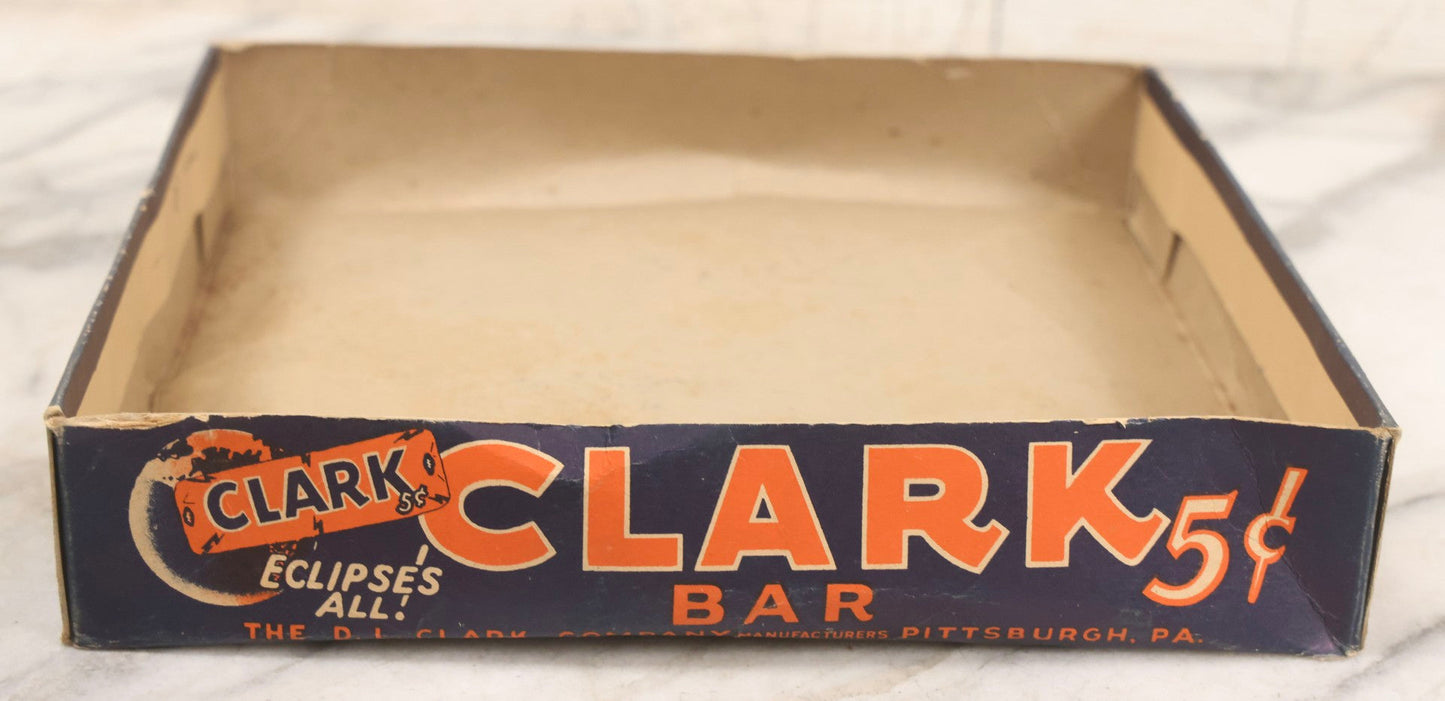 CLARK 5¢
ECLIPSES
ALL!
CLARK 5¢
BAR
THE D. L. CLARK COMPANY MANUFACTURERS PITTSBURGH, PA.